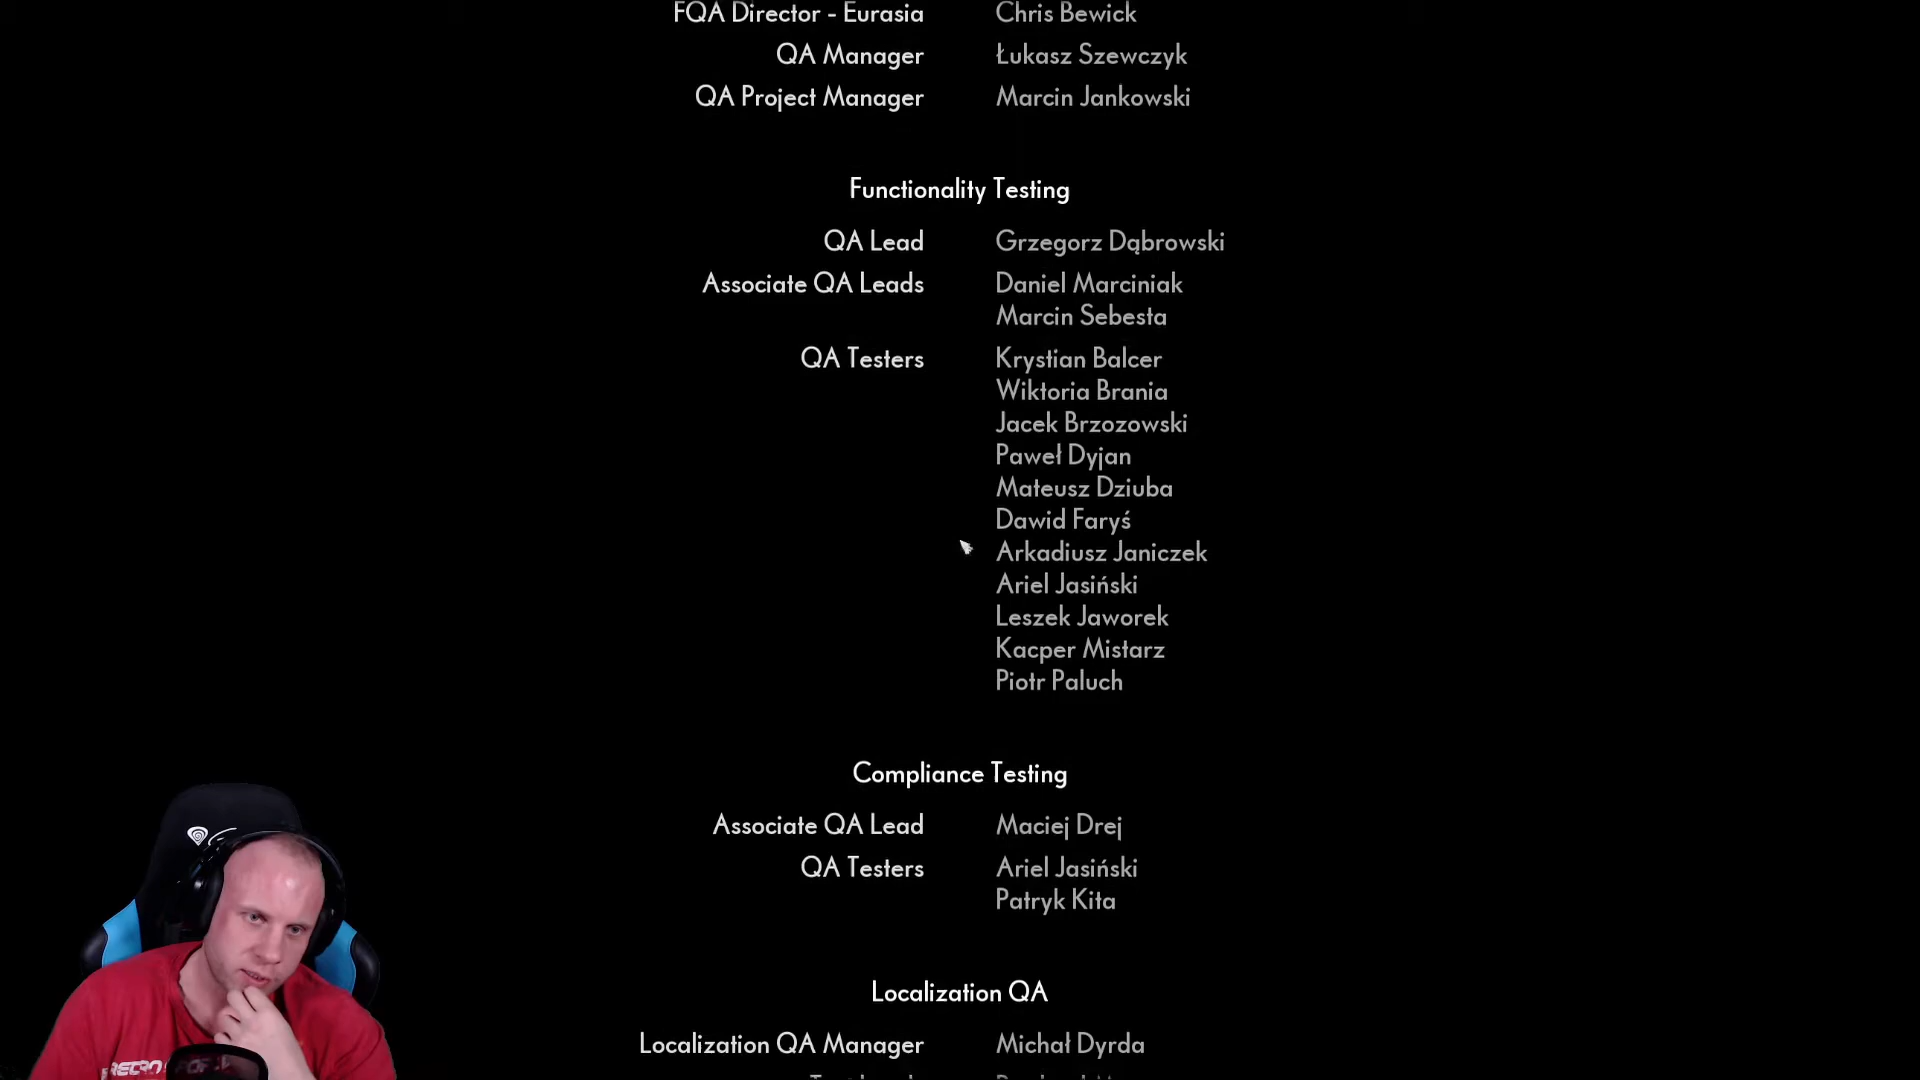 FQA Director - Eurasia Chris Bewick
QA Manager Łukasz Szewczyk
QA Project Manager Marcin Jankowski
Functionality Testing
QA Lead Grzegorz Dąbrowski
Associate QA Leads Daniel Marciniak
Marcin Sebesta
QA Testers Krystian Balcer
Wiktoria Brania
Jacek Brzozowski
Paweł Dyjan
Mateusz Dziuba
Dawid Faryś
Arkadiusz Janiczek
Ariel Jasiński
Leszek Jaworek
Kacper Mistarz
Piotr Paluch
Compliance Testing
Associate QA Lead Maciej Drej
QA Testers Ariel Jasiński
Patryk Kita
Localization QA
Localization QA Manager Michał Dyrda
RETRO